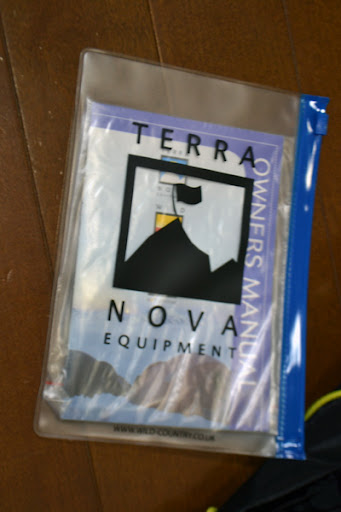 TERRA
NOVA
EQUIPMENT
OWNERS MANUAL
WWW.WILD-COUNTRY.CO.UK